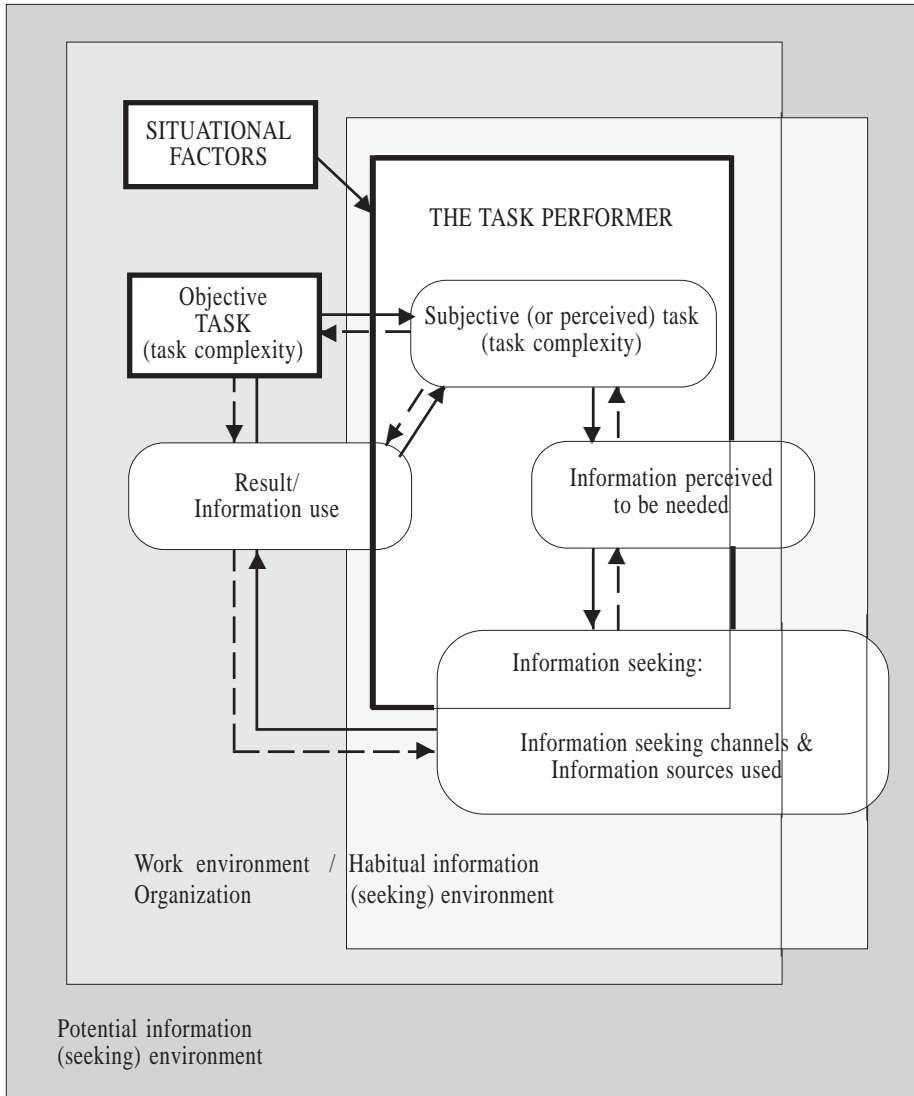 SITUATIONAL
FACTORS
THE TASK PERFORMER
Objective
TASK
(task complexity)
Subjective (or perceived) task
(task complexity)
Result/
Information use
Information perceived
to be needed
Information seeking:
Information seeking channels &
Information sources used
Work environment / Habitual information
Organization (seeking) environment
Potential information
(seeking) environment